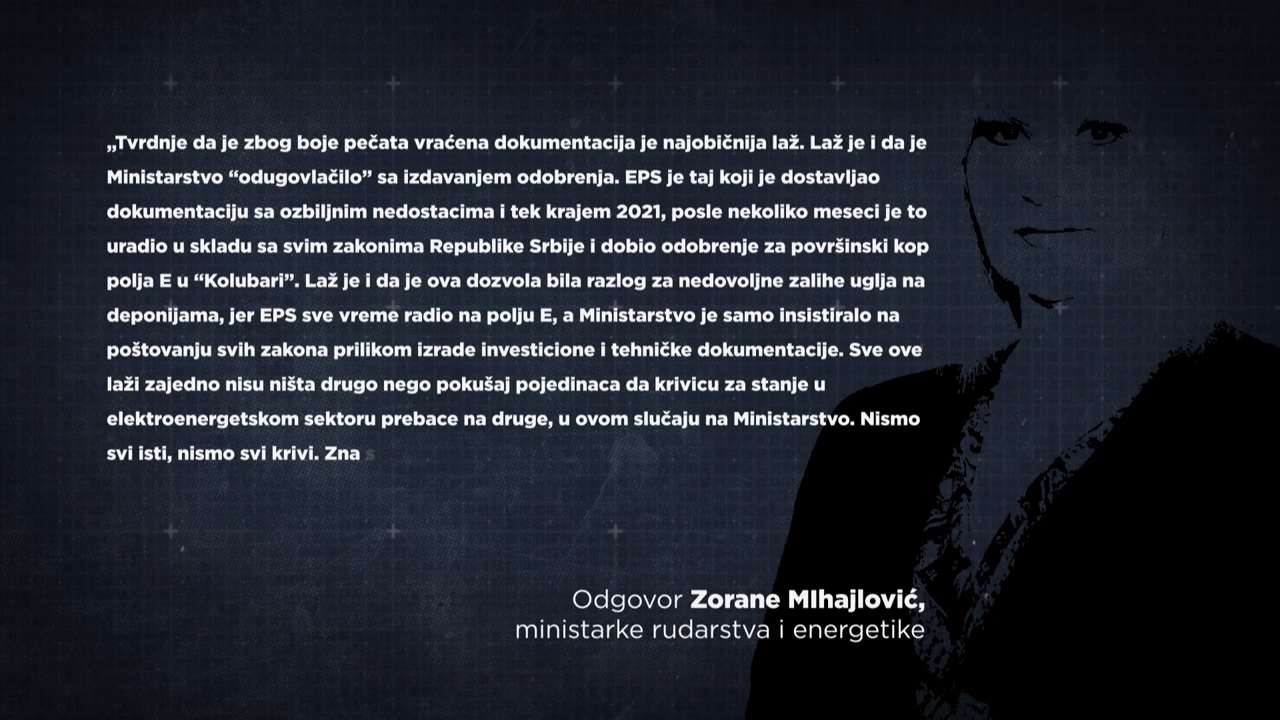 „Tvrdnje da je zbog boje pečata vraćena dokumentacija je najobičnija laž. Laž je i da je
Ministarstvo “odugovlačilo” sa izdavanjem odobrenja. EPS je taj koji je dostavljao
dokumentaciju sa ozbiljnim nedostacima i tek krajem 2021, posle nekoliko meseci je to
uradio u skladu sa svim zakonima Republike Srbije i dobio odobrenje za površinski kop
polja E u “Kolubari”. Laž je i da je ova dozvola bila razlog za nedovoljne zalihe uglja na
deponijama, jer EPS sve vreme radio na polju E, a Ministarstvo je samo insistiralo na
poštovanju svih zakona prilikom izrade investicione i tehničke dokumentacije. Sve ove
laži zajedno nisu ništa drugo nego pokušaj pojedinaca da krivicu za stanje u
elektroenergetskom sektoru prebace na druge, u ovom slučaju na Ministarstvo. Nismo
svi isti, nismo svi krivi. Zna s
Odgovor Zorane MIhajlović,
ministarke rudarstva i energetike